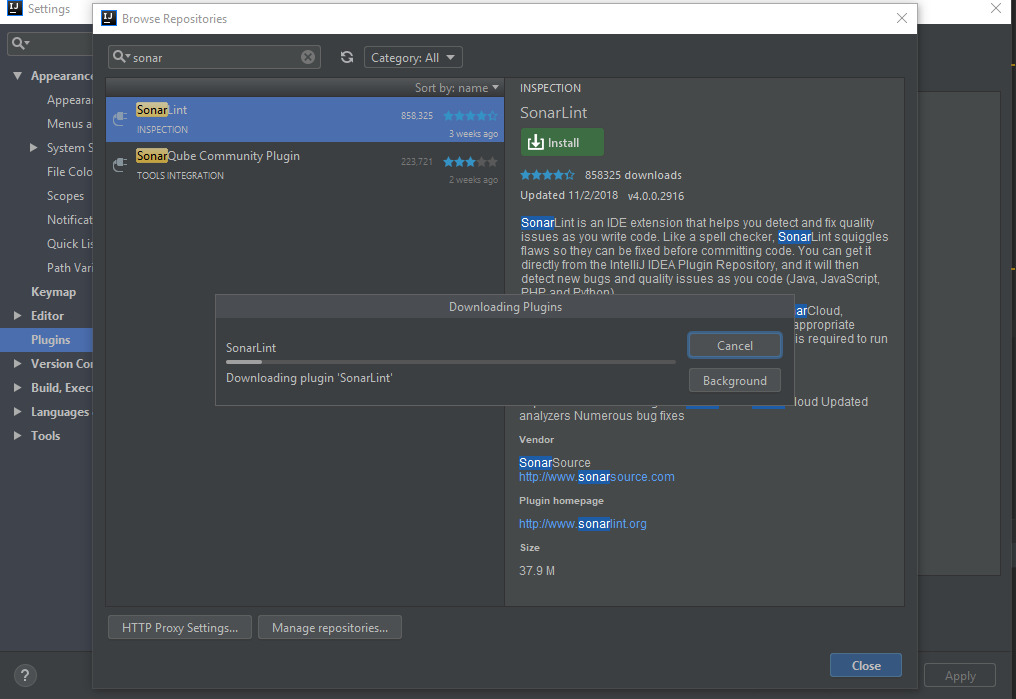 Settings
Browse Repositories
sonar
Category: All
Appearanc
Appeara
Menus a
System S
File Colo
Scopes
Notificat
Quick Lis
Path Vari
Keymap
Editor
Plugins
Version Con
Build, Execu
Languages
Tools
Sort by: name
SonarLint
858,325
INSPECTION
3 weeks ago
SonarQube Community Plugin
223,721
TOOLS INTEGRATION
2 weeks ago
INSPECTION
SonarLint
Install
858325 downloads
Updated 11/2/2018 v4.0.0.2916
SonarLint is an IDE extension that helps you detect and fix quality
issues as you write code. Like a spell checker, SonarLint squiggles
flaws so they can be fixed before committing code. You can get it
directly from the IntelliJ IDEA Plugin Repository, and it will then
detect new bugs and quality issues as you code (Java, JavaScript,
PHP and Python)
arCloud,
appropriate
is required to run
Downloading Plugins
SonarLint
Downloading plugin 'SonarLint'
Cancel
Background
loud Updated
analyzers Numerous bug fixes
Vendor
SonarSource
http://www.sonarsource.com
Plugin homepage
http://www.sonarlint.org
Size
37.9 M
HTTP Proxy Settings...
Manage repositories...
Close
?
Apply